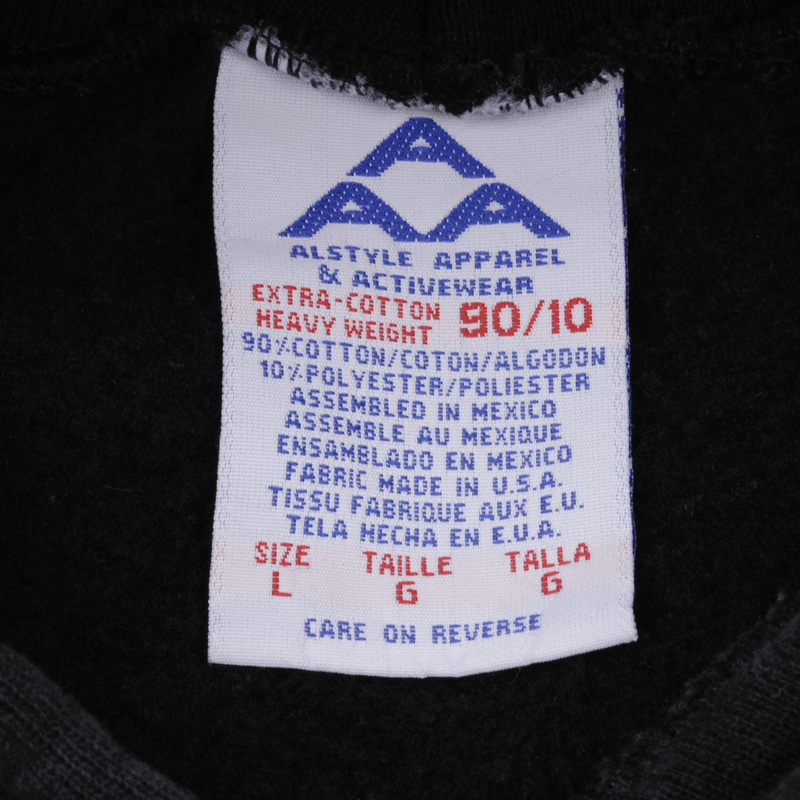 A
A A
ALSTYLE APPAREL
& ACTIVEWEAR
EXTRA-COTTON
HEAVY WEIGHT 90/10
90%COTTON/COTON/ALGODON
10%POLYESTER/POLIESTER
ASSEMBLED IN MEXICO
ASSEMBLE AU MEXIQUE
ENSAMBLADO EN MEXICO
FABRIC MADE IN U.S.A.
TISSU FABRIQUE AUX E.U.
TELA HECHA EN E.U.A.
SIZE TAILLE TALLA
L G G
CARE ON REVERSE